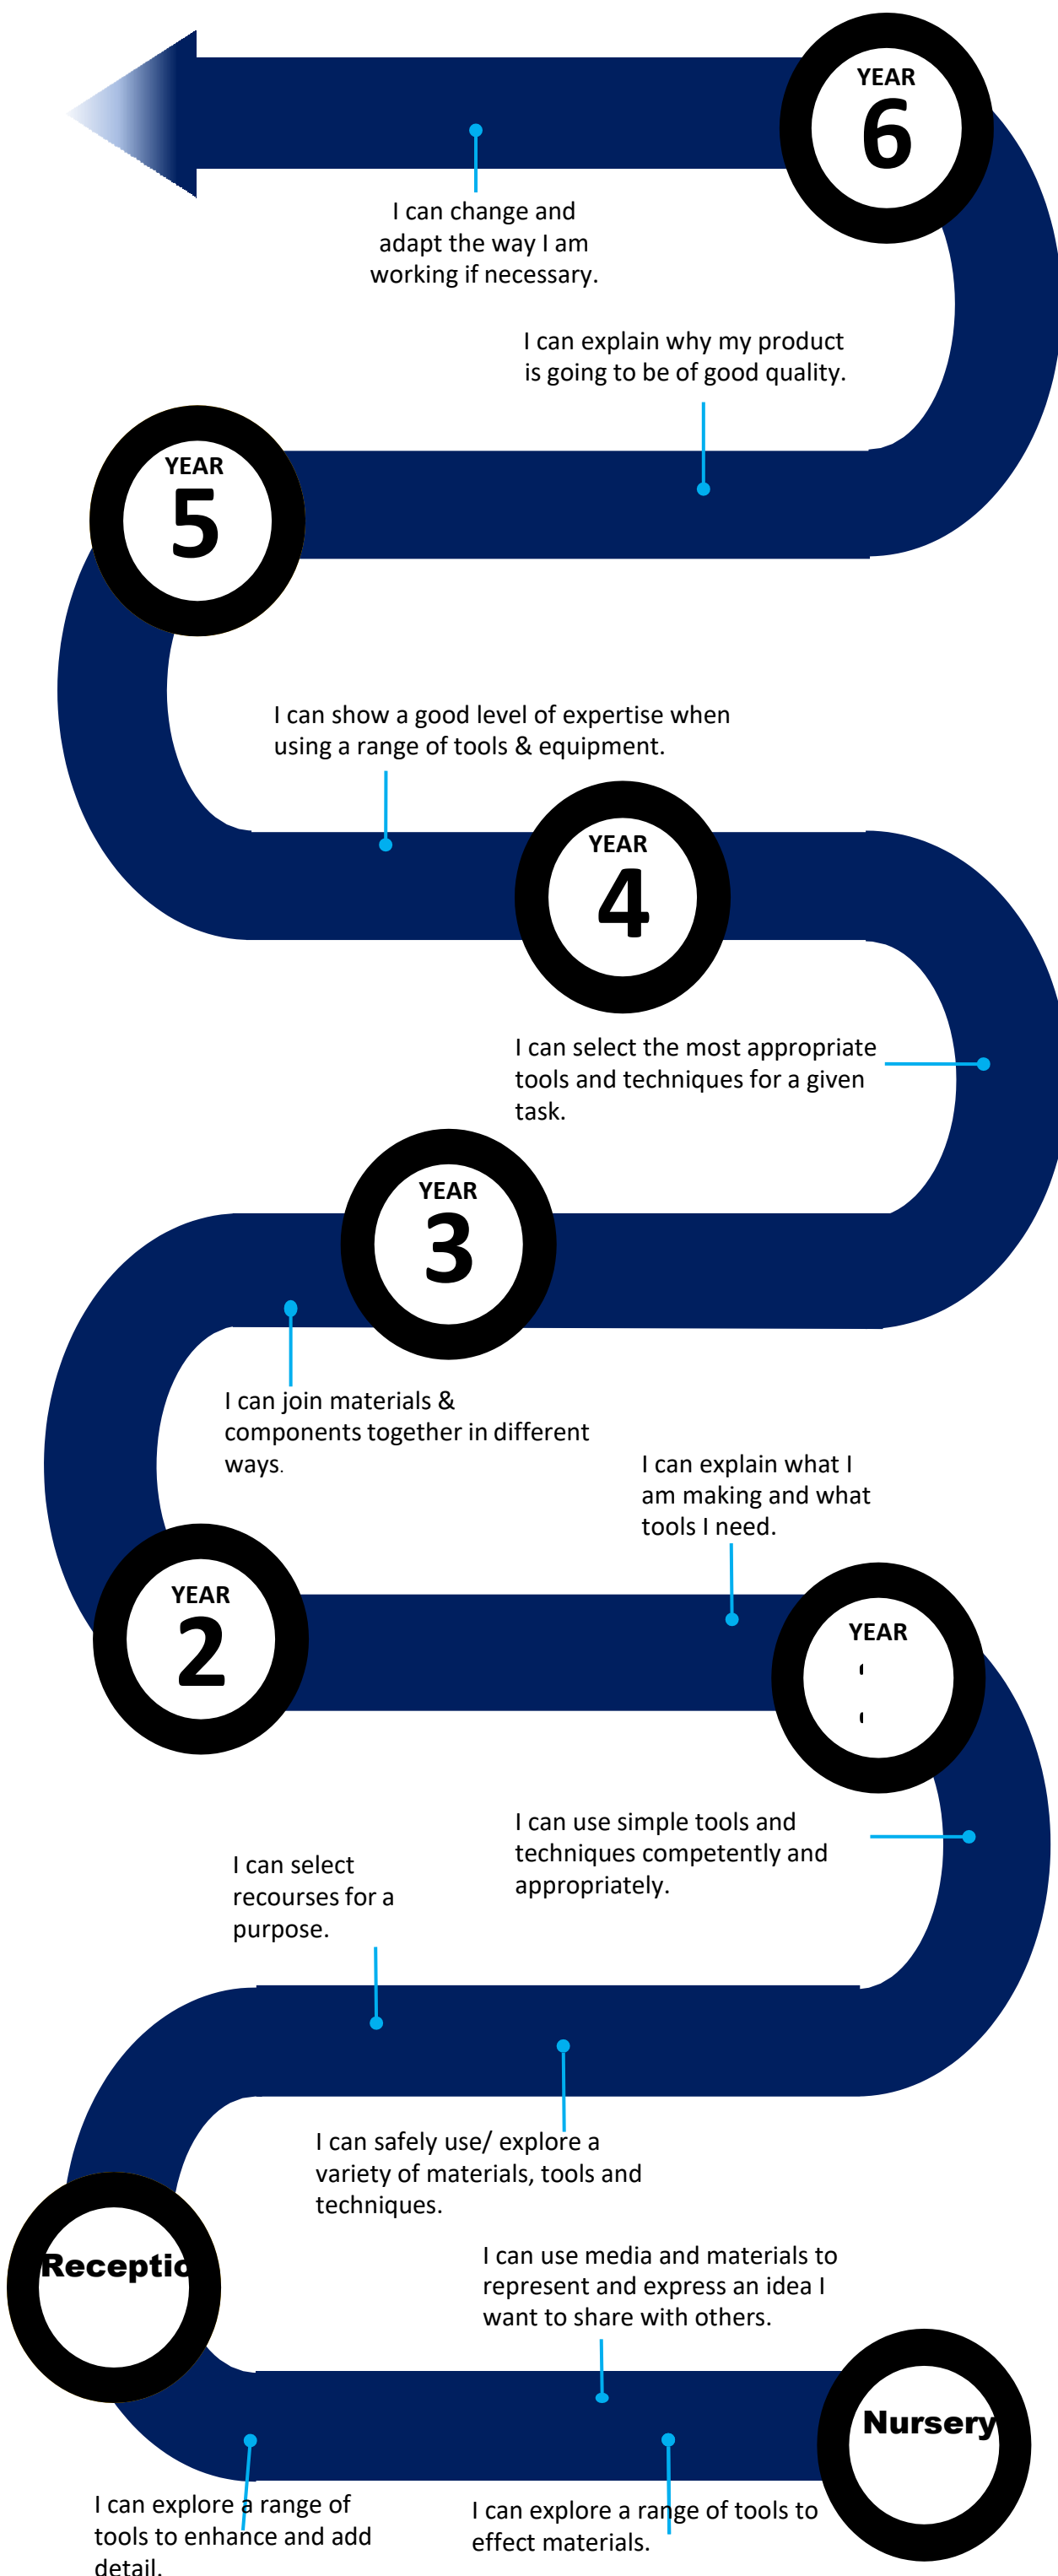 YEAR
6
I can change and
adapt the way I am
working if necessary.
I can explain why my product
is going to be of good quality.
YEAR
5
I can show a good level of expertise when
using a range of tools & equipment.
YEAR
4
I can select the most appropriate
tools and techniques for a given
task.
YEAR
3
I can join materials &
components together in different
ways.
I can explain what I
am making and what
tools I need.
YEAR
2
YEAR
I can use simple tools and
techniques competently and
appropriately.
I can select
recourses for a
purpose.
I can safely use/ explore a
variety of materials, tools and
techniques.
Receptio
I can use media and materials to
represent and express an idea I
want to share with others.
Nursery
I can explore a range of
tools to enhance and add
detail.
I can explore a range of tools to
effect materials.